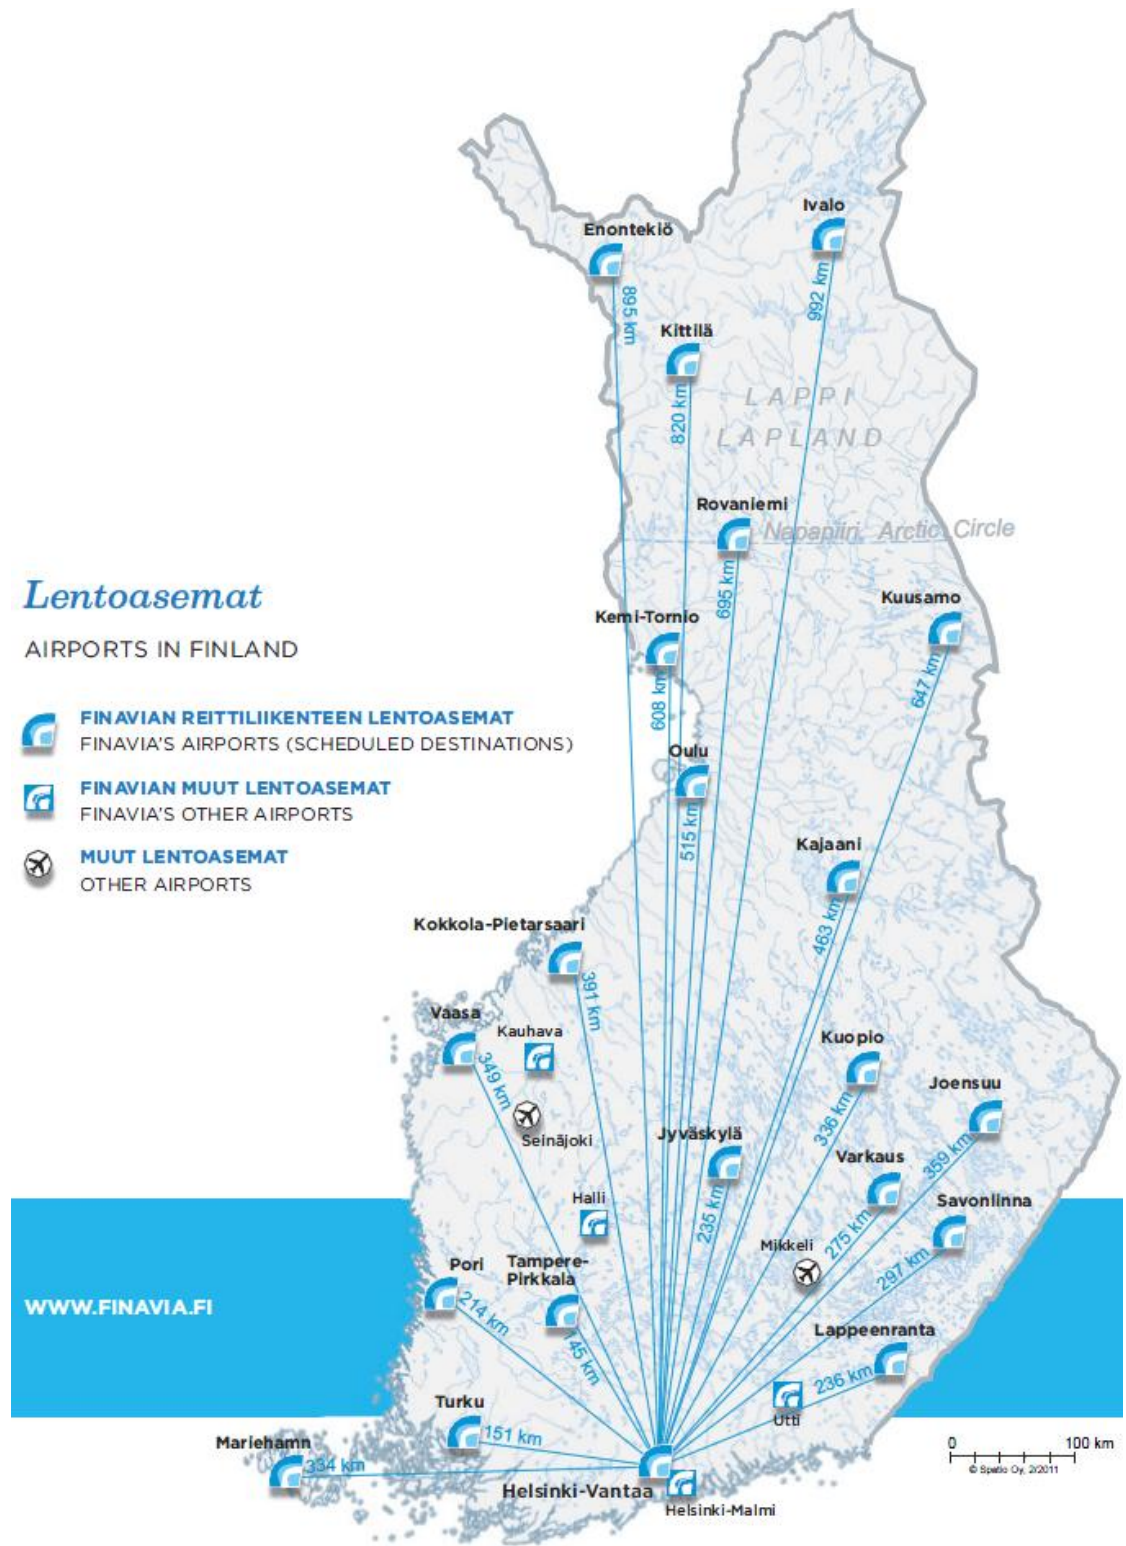 Ivalo
992 km
Enontekiö
895 km
Kittilä
820 km
LAPPI
LAPLAND
Rovaniemi
695 km
Napapiiri, Arctic Circle
Lentoasemat
AIRPORTS IN FINLAND
FINAVIAN REITTILIIKENTEEN LENTOASEMAT
FINAVIA'S AIRPORTS (SCHEDULED DESTINATIONS)
FINAVIAN MUUT LENTOASEMAT
FINAVIA'S OTHER AIRPORTS
MUUT LENTOASEMAT
OTHER AIRPORTS
Kuusamo
647 km
Kemi-Tornio
608 km
Oulu
515 km
Kajaani
463 km
Kokkola-Pietarsaari
391 km
Vaasa
349 km
Kauhava
Seinäjoki
Kuopio
336 km
Joensuu
359 km
Jyväskylä
235 km
Varkaus
275 km
Savonlinna
297 km
Halli
Mikkeli
Pori
214 km
Tampere-
Pirkkala
145 km
WWW.FINAVIA.FI
Lappeenranta
236 km
Utti
Turku
151 km
Mariehamn
334 km
Helsinki-Vantaa
Helsinki-Malmi
0 100 km
© Spatio Oy, 2/2011